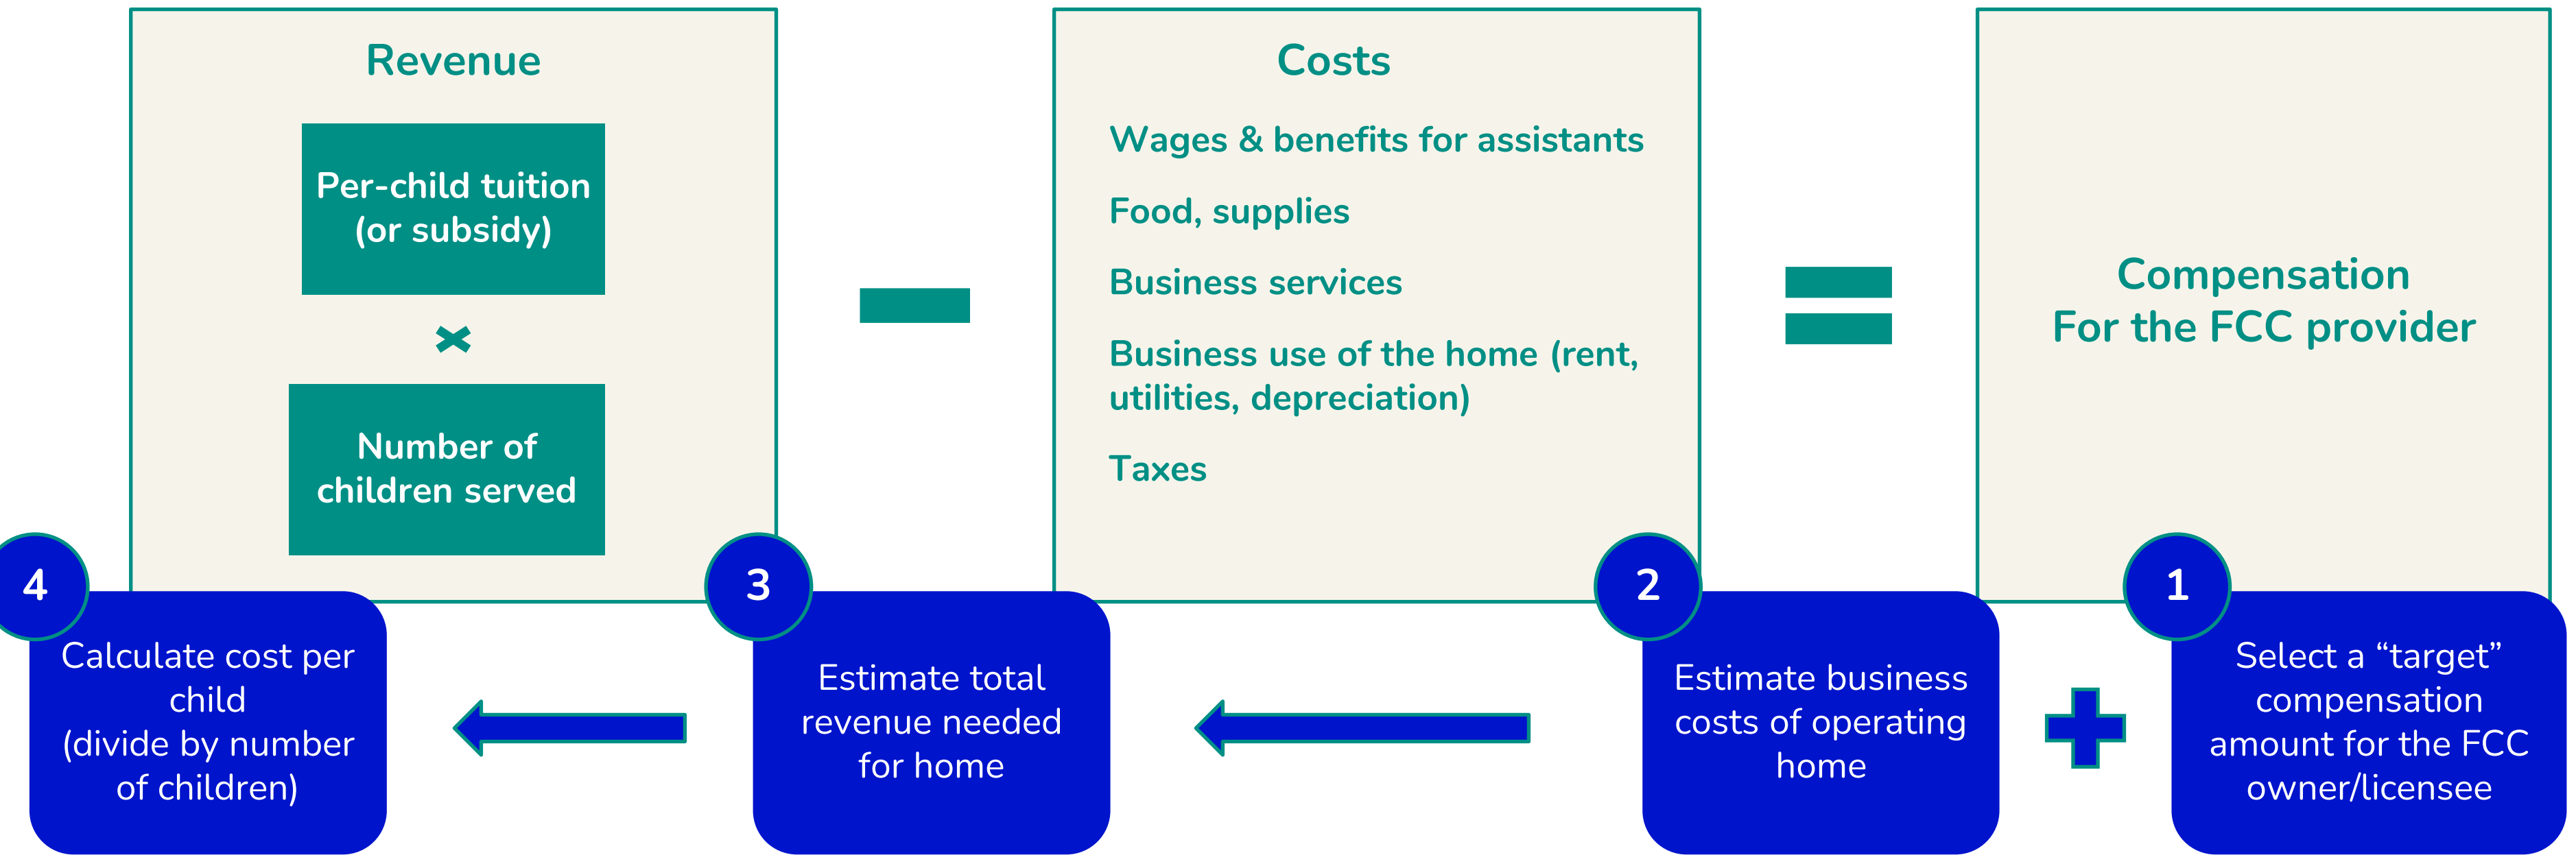 Revenue
Per-child tuition
(or subsidy)
×
Number of
children served
Costs
Wages & benefits for assistants
Food, supplies
Business services
Business use of the home (rent,
utilities, depreciation)
Taxes
Compensation
For the FCC provider
4
Calculate cost per
child
(divide by number
of children)
3
Estimate total
revenue needed
for home
2
Estimate business
costs of operating
home
1
Select a “target”
compensation
amount for the FCC
owner/licensee